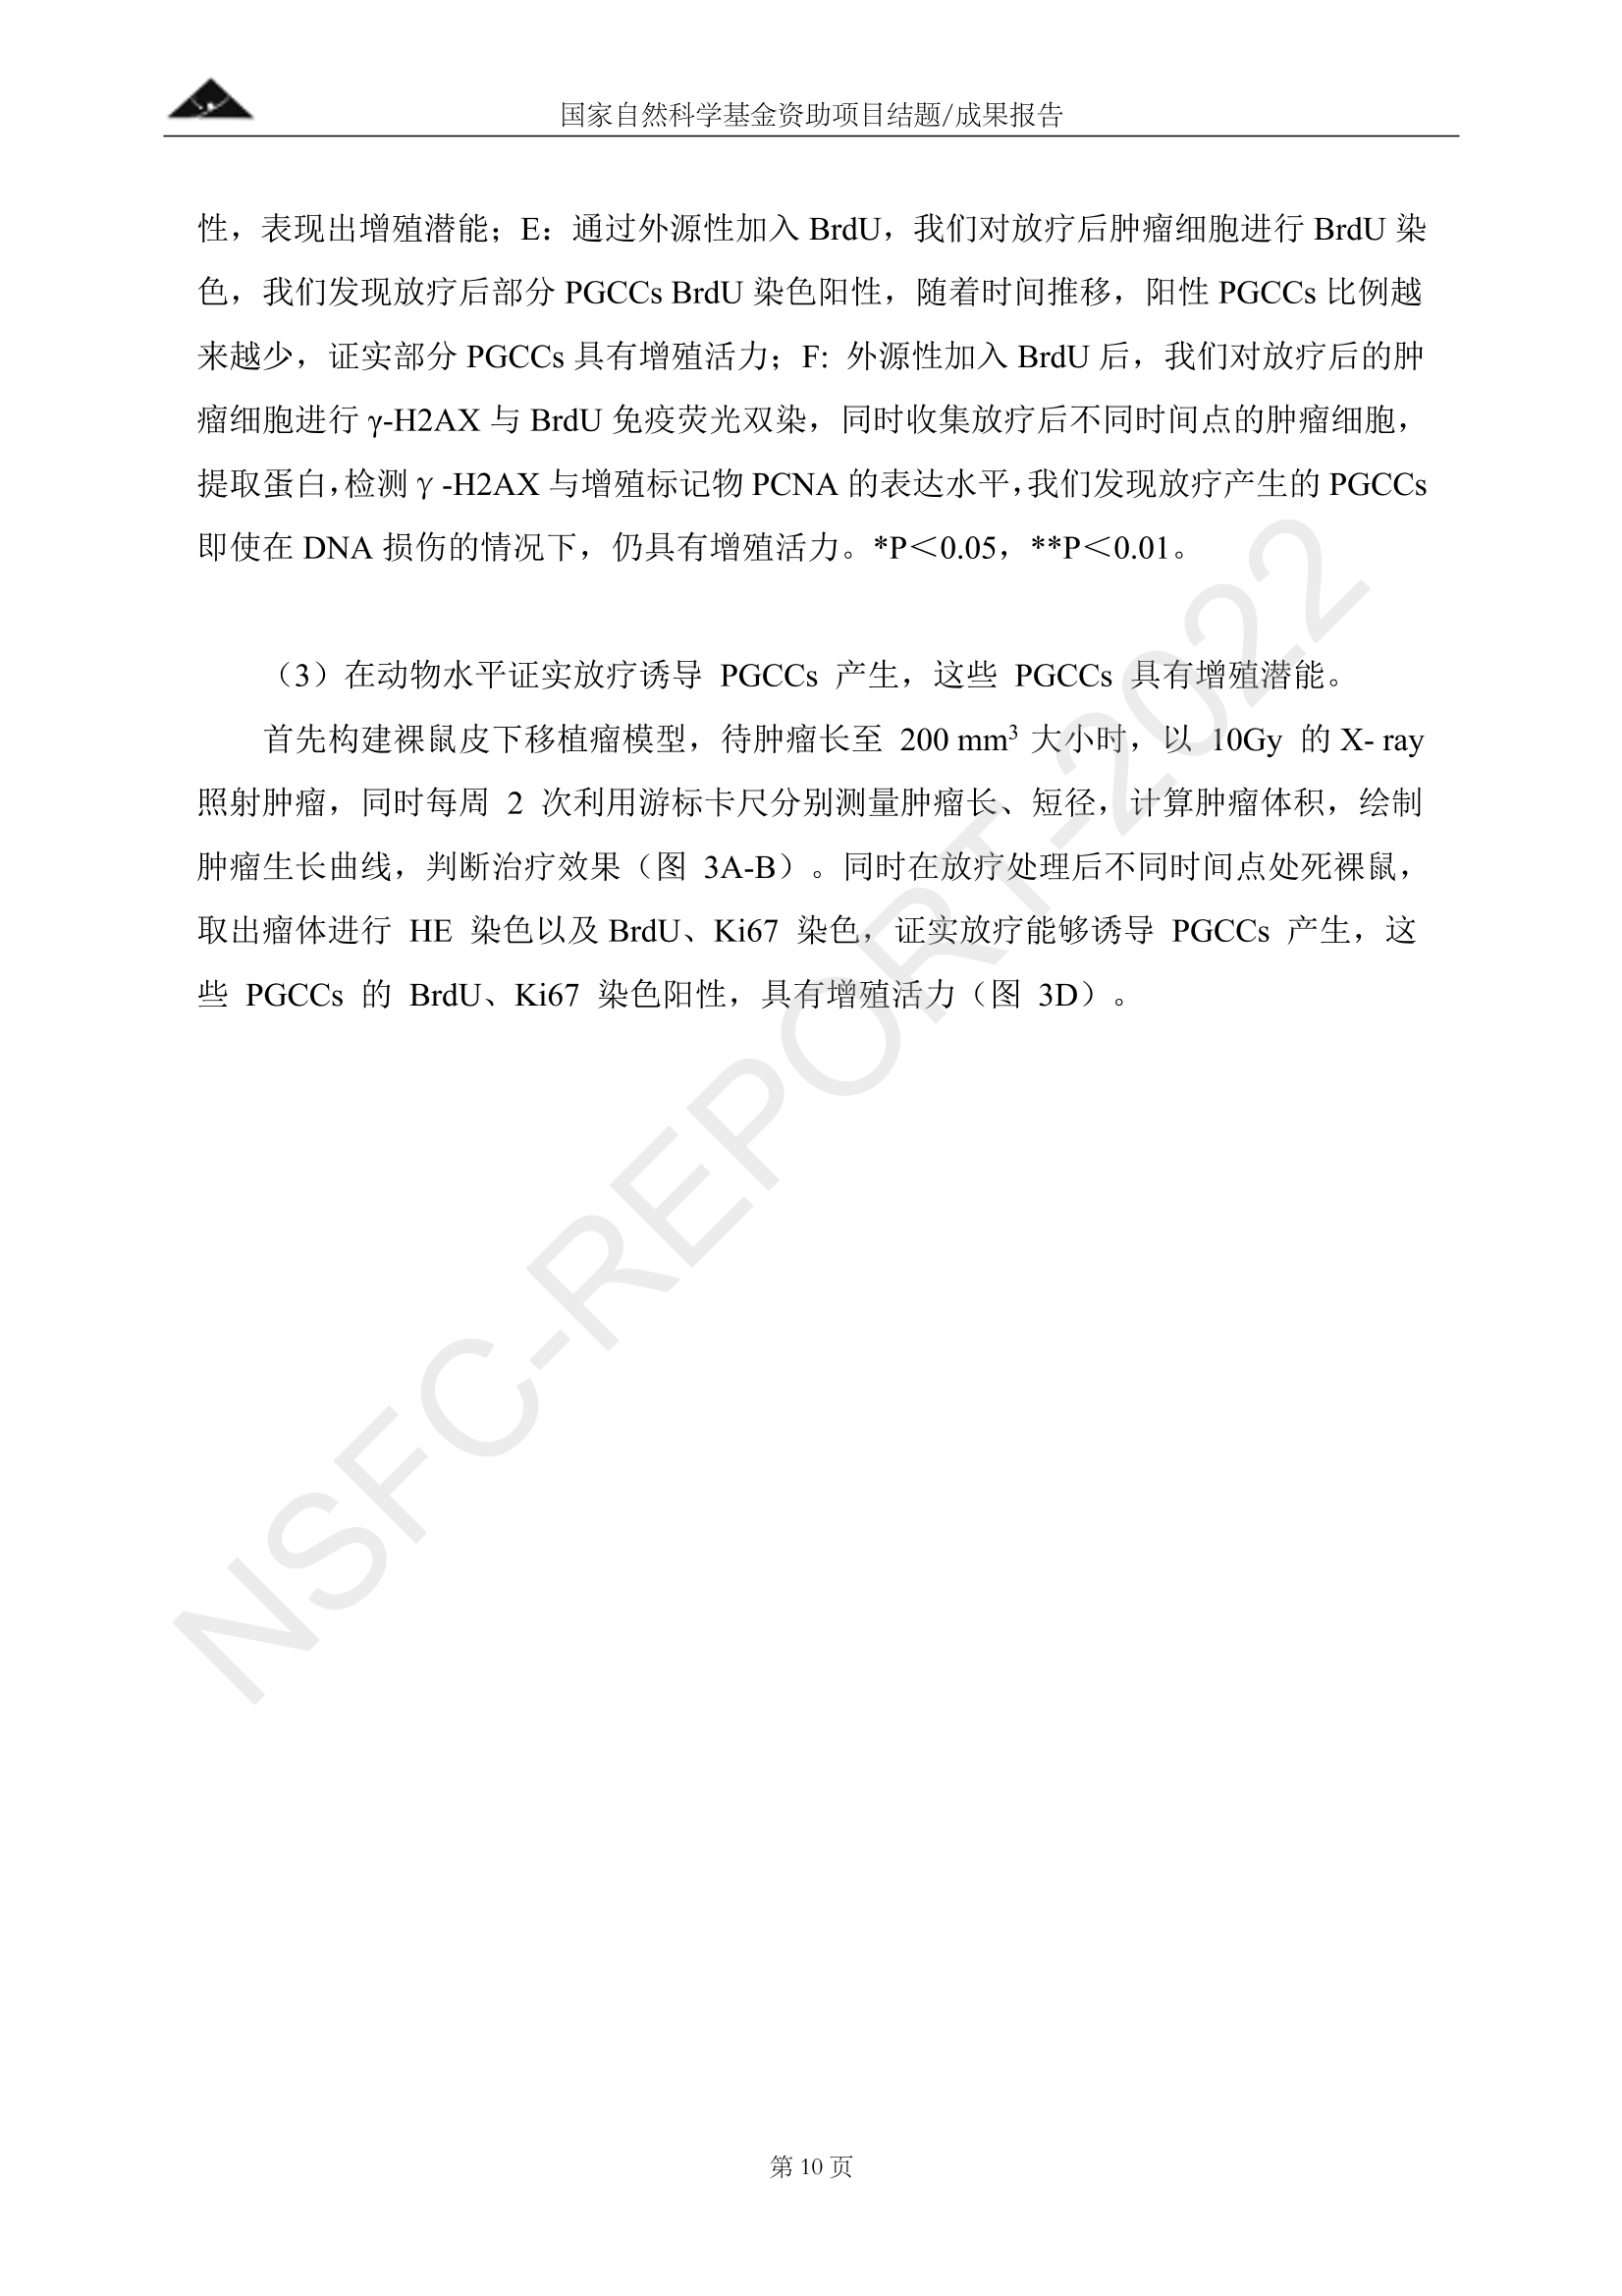 国家自然科学基金资助项目结题/成果报告
性，表现出增殖潜能；E：通过外源性加入 BrdU，我们对放疗后肿瘤细胞进行 BrdU 染
色，我们发现放疗后部分 PGCCs BrdU 染色阳性，随着时间推移，阳性 PGCCs 比例越
来越少，证实部分 PGCCs 具有增殖活力；F: 外源性加入 BrdU 后，我们对放疗后的肿
瘤细胞进行 γ-H2AX 与 BrdU 免疫荧光双染，同时收集放疗后不同时间点的肿瘤细胞，
提取蛋白，检测 γ -H2AX 与增殖标记物 PCNA 的表达水平，我们发现放疗产生的 PGCCs
即使在 DNA 损伤的情况下，仍具有增殖活力。*P＜0.05，**P＜0.01。
（3）在动物水平证实放疗诱导 PGCCs 产生，这些 PGCCs 具有增殖潜能。
首先构建裸鼠皮下移植瘤模型，待肿瘤长至 200 mm³ 大小时，以 10Gy 的 X- ray
照射肿瘤，同时每周 2 次利用游标卡尺分别测量肿瘤长、短径，计算肿瘤体积，绘制
肿瘤生长曲线，判断治疗效果（图 3A-B）。同时在放疗处理后不同时间点处死裸鼠，
取出瘤体进行 HE 染色以及 BrdU、Ki67 染色，证实放疗能够诱导 PGCCs 产生，这
些 PGCCs 的 BrdU、Ki67 染色阳性，具有增殖活力（图 3D）。
NSFC-REPORT-2022
第 10 页